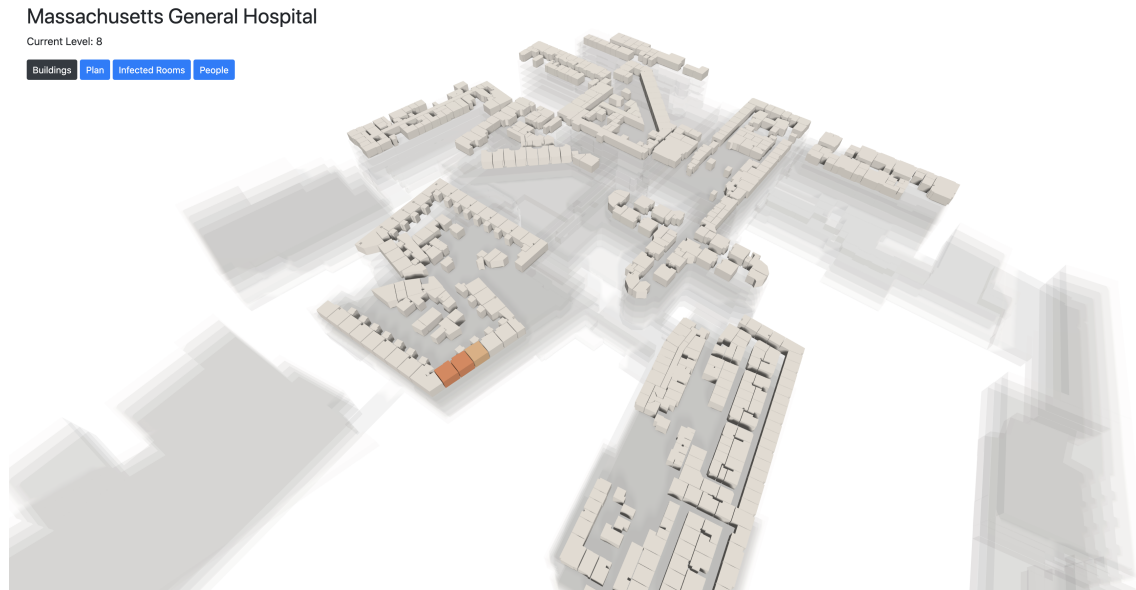 Massachusetts General Hospital
Current Level: 8
Buildings Plan Infected Rooms People